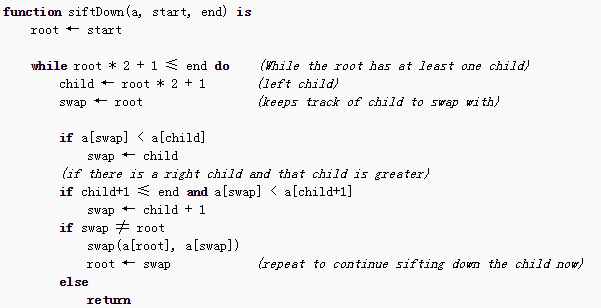 function siftDown(a, start, end) is
root ← start
while root * 2 + 1 ≤ end do (While the root has at least one child)
child ← root * 2 + 1 (left child)
swap ← root (keeps track of child to swap with)
if a[swap] < a[child]
swap ← child
(if there is a right child and that child is greater)
if child+1 ≤ end and a[swap] < a[child+1]
swap ← child + 1
if swap ≠ root
swap(a[root], a[swap])
root ← swap (repeat to continue sifting down the child now)
else
return